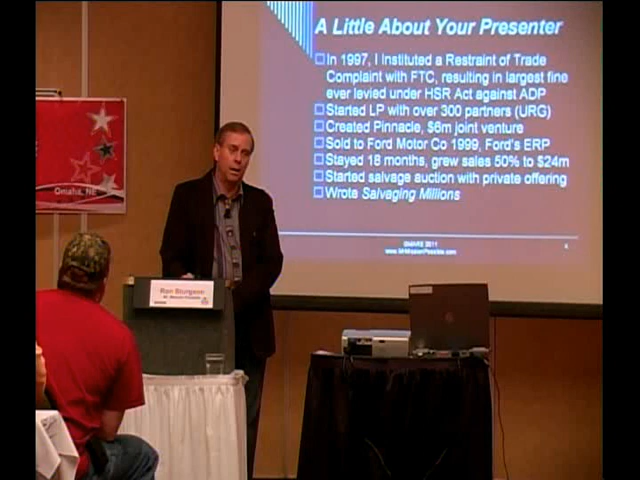 A Little About Your Presenter
In 1997, I Instituted a Restraint of Trade
Complaint with FTC, resulting in largest fine
ever levied under HSR Act against ADP
Started LP with over 300 partners (URG)
Created Pinnacle, $6m joint venture
Sold to Ford Motor Co 1999, Ford's ERP
Stayed 18 months, grew sales 50% to $24m
Started salvage auction with private offering
Wrote Salvaging Millions
Omaha, NE
Ron Sturgeon